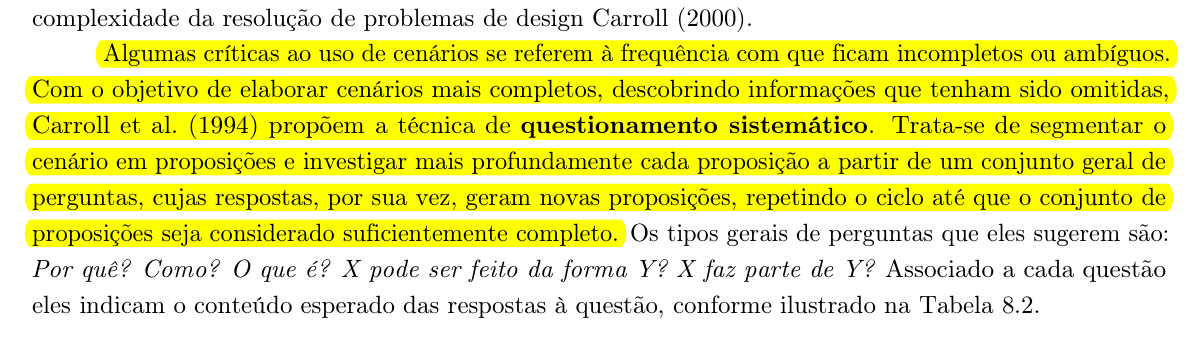 complexidade da resolução de problemas de design Carroll (2000).
Algumas críticas ao uso de cenários se referem à frequência com que ficam incompletos ou ambíguos.
Com o objetivo de elaborar cenários mais completos, descobrindo informações que tenham sido omitidas,
Carroll et al. (1994) propõem a técnica de questionamento sistemático. Trata-se de segmentar o
cenário em proposições e investigar mais profundamente cada proposição a partir de um conjunto geral de
perguntas, cujas respostas, por sua vez, geram novas proposições, repetindo o ciclo até que o conjunto de
proposições seja considerado suficientemente completo. Os tipos gerais de perguntas que eles sugerem são:
Por quê? Como? O que é? X pode ser feito da forma Y? X faz parte de Y? Associado a cada questão
eles indicam o conteúdo esperado das respostas à questão, conforme ilustrado na Tabela 8.2.